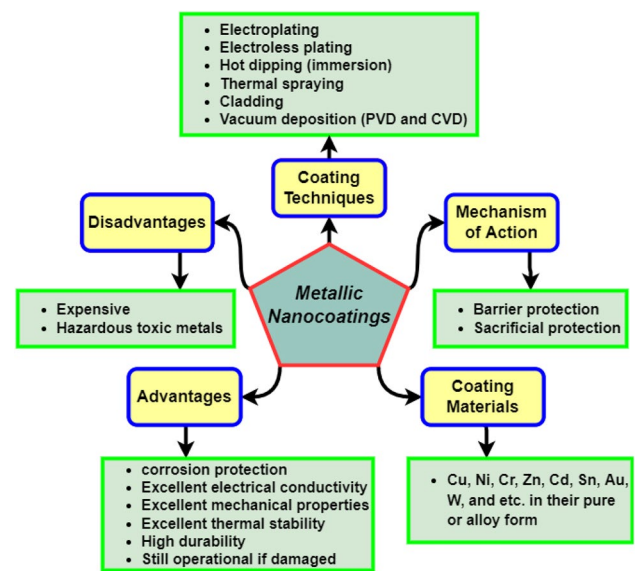 • Electroplating
• Electroless plating
• Hot dipping (immersion)
• Thermal spraying
• Cladding
• Vacuum deposition (PVD and CVD)
Coating
Techniques
Disadvantages
Mechanism
of Action
• Expensive
• Hazardous toxic metals
Metallic
Nanocoatings
• Barrier protection
• Sacrificial protection
Advantages
Coating
Materials
• corrosion protection
• Excellent electrical conductivity
• Excellent mechanical properties
• Excellent thermal stability
• High durability
• Still operational if damaged
• Cu, Ni, Cr, Zn, Cd, Sn, Au,
W, and etc. in their pure
or alloy form